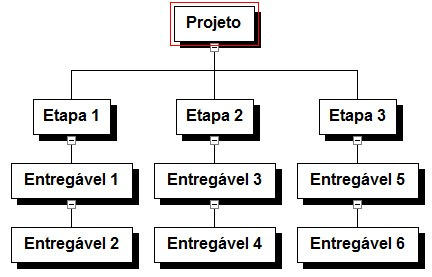 Projeto
Etapa 1
Etapa 2
Etapa 3
Entregável 1
Entregável 3
Entregável 5
Entregável 2
Entregável 4
Entregável 6